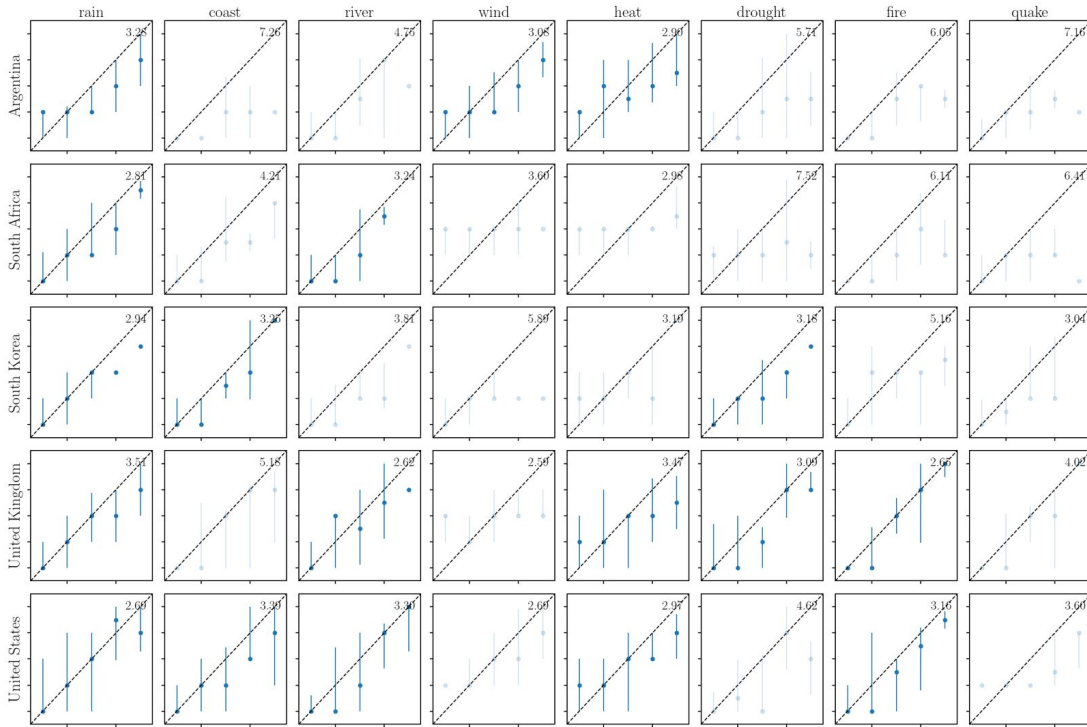 rain coast river wind heat drought fire quake
Argentina 3.28 7.26 4.75 3.08 2.90 5.71 6.05 7.16
South Africa 2.81 4.21 3.24 3.60 2.98 7.52 6.11 6.41
South Korea 2.94 3.25 3.81 5.89 3.19 3.18 5.16 3.04
United Kingdom 3.51 5.18 2.62 2.59 3.47 3.09 2.65 4.02
United States 2.69 3.39 3.30 2.69 2.97 4.62 3.16 3.60